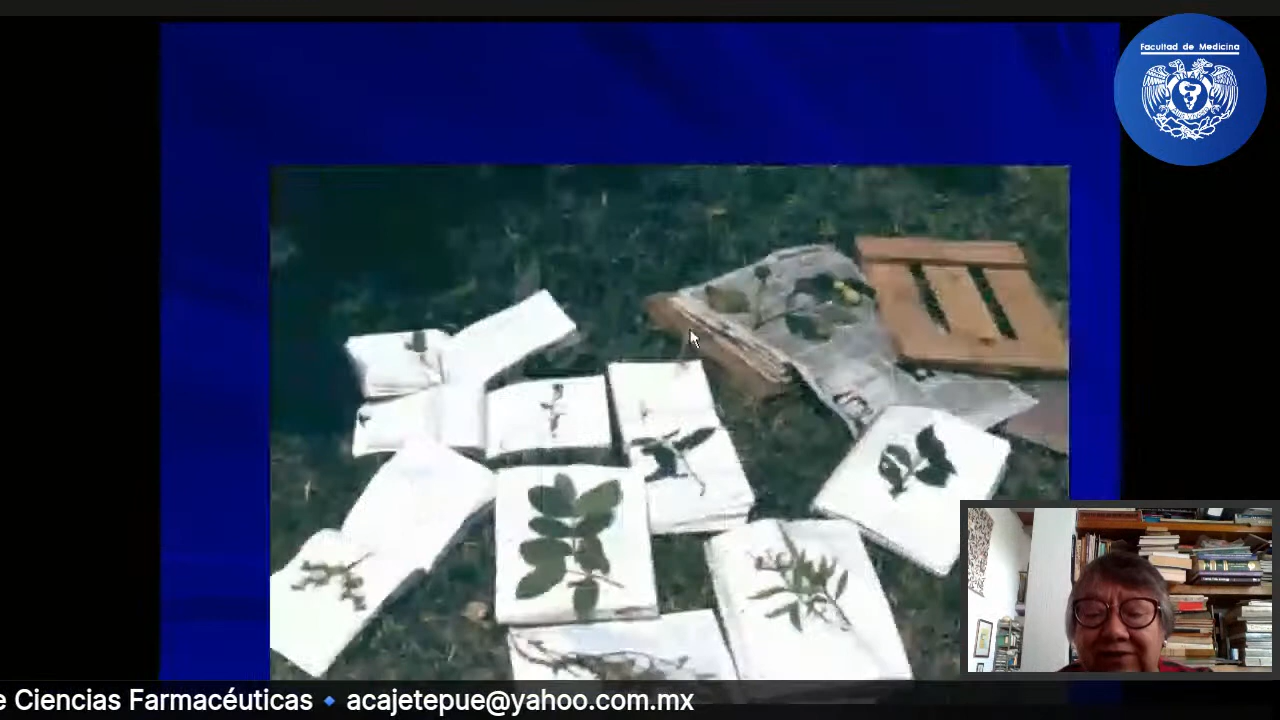 Facultad de Medicina
e Ciencias Farmacéuticas 🔹 acajetepue@yahoo.com.mx